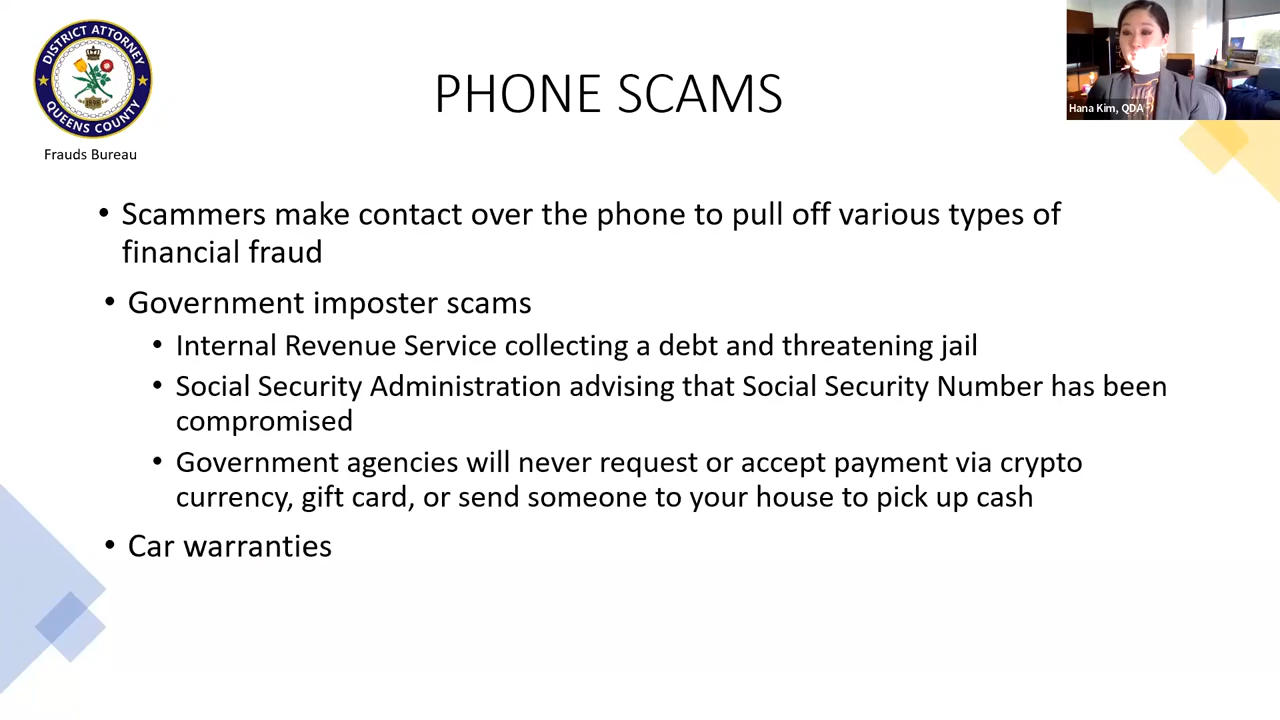 DISTRICT ATTORNEY
QUEENS COUNTY
1898
Frauds Bureau
PHONE SCAMS
Hana Kim, QDA
• Scammers make contact over the phone to pull off various types of
financial fraud
• Government imposter scams
• Internal Revenue Service collecting a debt and threatening jail
• Social Security Administration advising that Social Security Number has been
compromised
• Government agencies will never request or accept payment via crypto
currency, gift card, or send someone to your house to pick up cash
• Car warranties